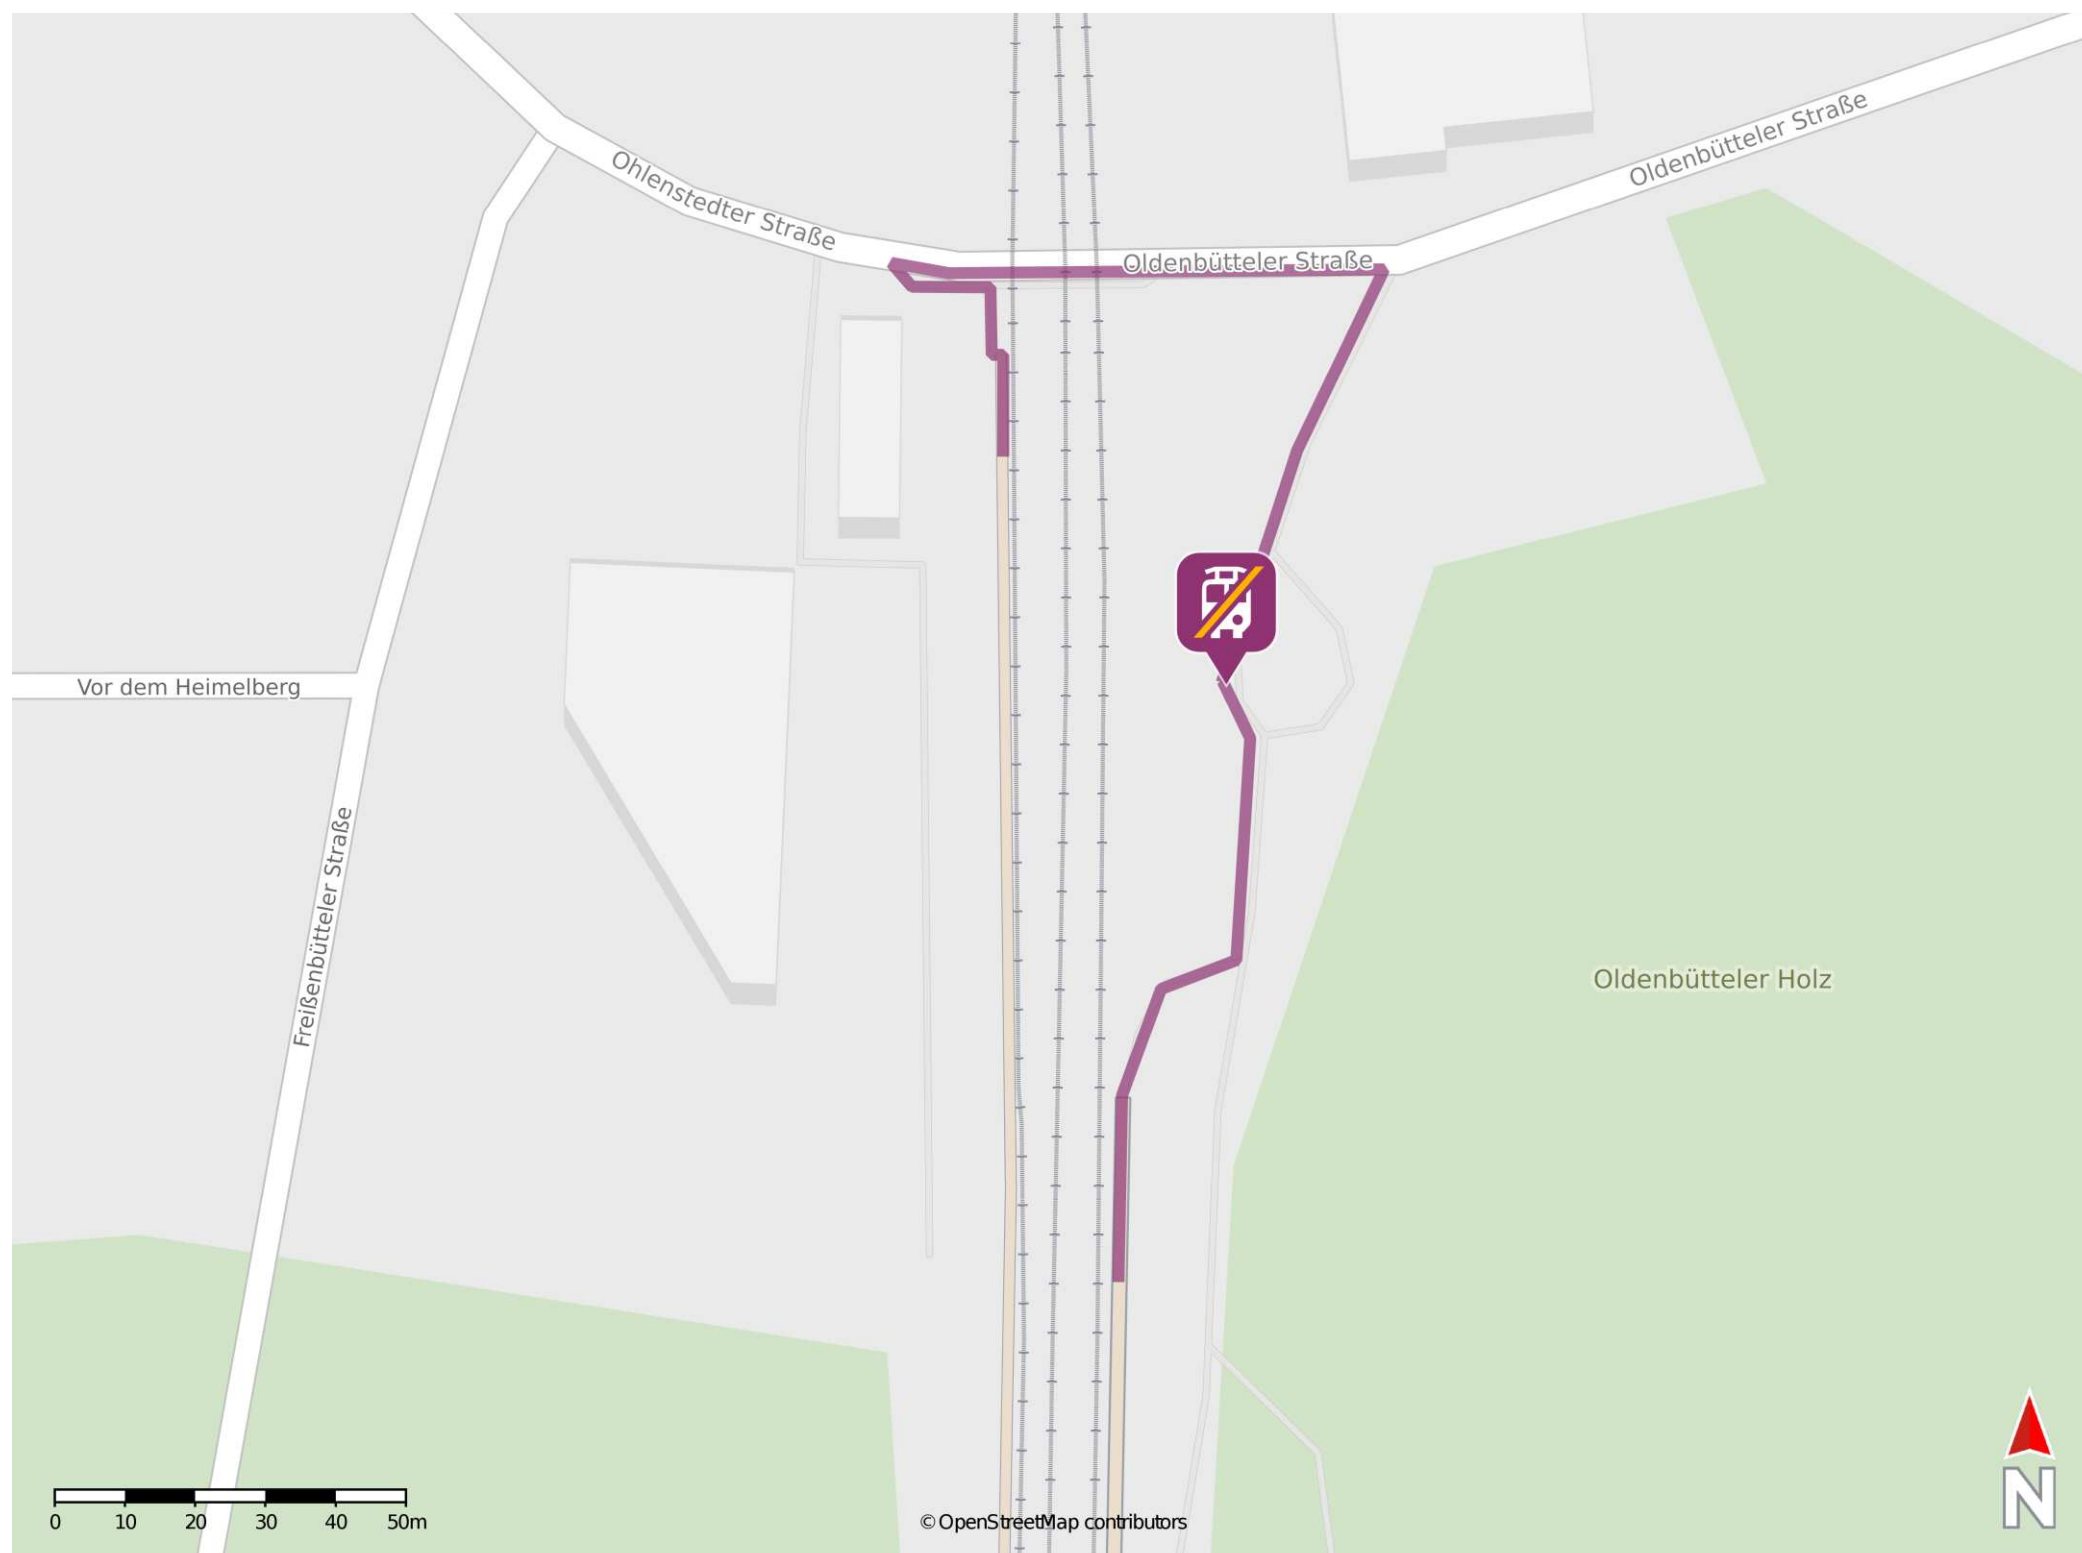 Oldenbütteler Straße
Ohlenstedter Straße
Oldenbütteler Straße
Vor dem Heimelberg
Freißenbütteler Straße
Oldenbütteler Holz
N
0 10 20 30 40 50m
© OpenStreetMap contributors